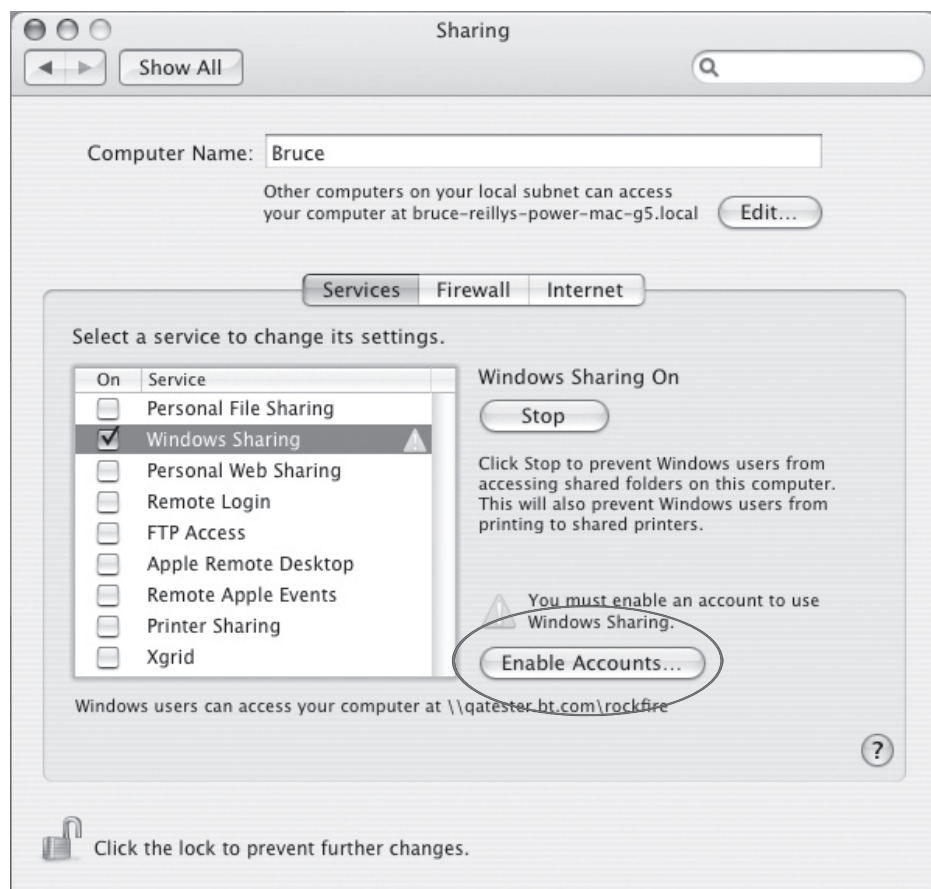 Sharing
Show All
Computer Name: Bruce
Other computers on your local subnet can access
your computer at bruce-reillys-power-mac-g5.local
Edit...
Services Firewall Internet
Select a service to change its settings.
On Service
Personal File Sharing
Windows Sharing
Personal Web Sharing
Remote Login
FTP Access
Apple Remote Desktop
Remote Apple Events
Printer Sharing
Xgrid
Windows Sharing On
Stop
Click Stop to prevent Windows users from
accessing shared folders on this computer.
This will also prevent Windows users from
printing to shared printers.
You must enable an account to use
Windows Sharing.
Enable Accounts...
Windows users can access your computer at \\qatester.bt.com\rockfire
?
Click the lock to prevent further changes.